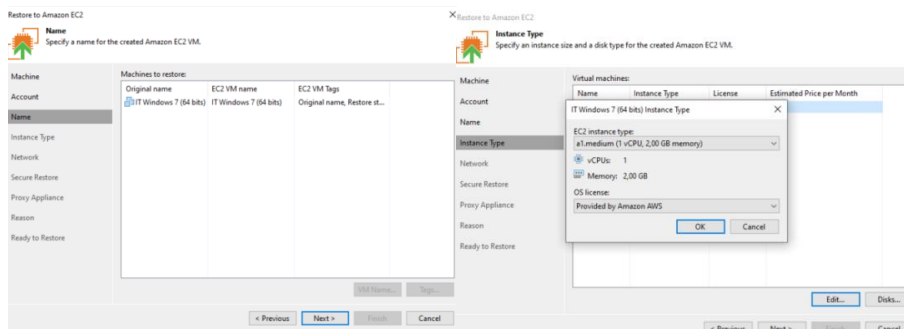 Restore to Amazon EC2
Name
Specify a name for the created Amazon EC2 VM.
Machine
Account
Name
Instance Type
Network
Secure Restore
Proxy Appliance
Reason
Ready to Restore
Machines to restore:
Original name EC2 VM name EC2 VM Tags
IT Windows 7 (64 bits) IT Windows 7 (64 bits) Original name, Restore st...
VM Name... Tags...
< Previous Next > Finish Cancel
Restore to Amazon EC2
Instance Type
Specify an instance size and a disk type for the created Amazon EC2 VM.
Machine
Account
Name
Instance Type
Network
Secure Restore
Proxy Appliance
Reason
Ready to Restore
Virtual machines:
Name Instance Type License Estimated Price per Month
IT Windows 7 (64 bits) Instance Type
EC2 instance type:
a1.medium (1 vCPU, 2,00 GB memory)
vCPUs: 1
Memory: 2,00 GB
OS license:
Provided by Amazon AWS
OK Cancel
Edit... Disks...
< Previous Next > Finish Cancel